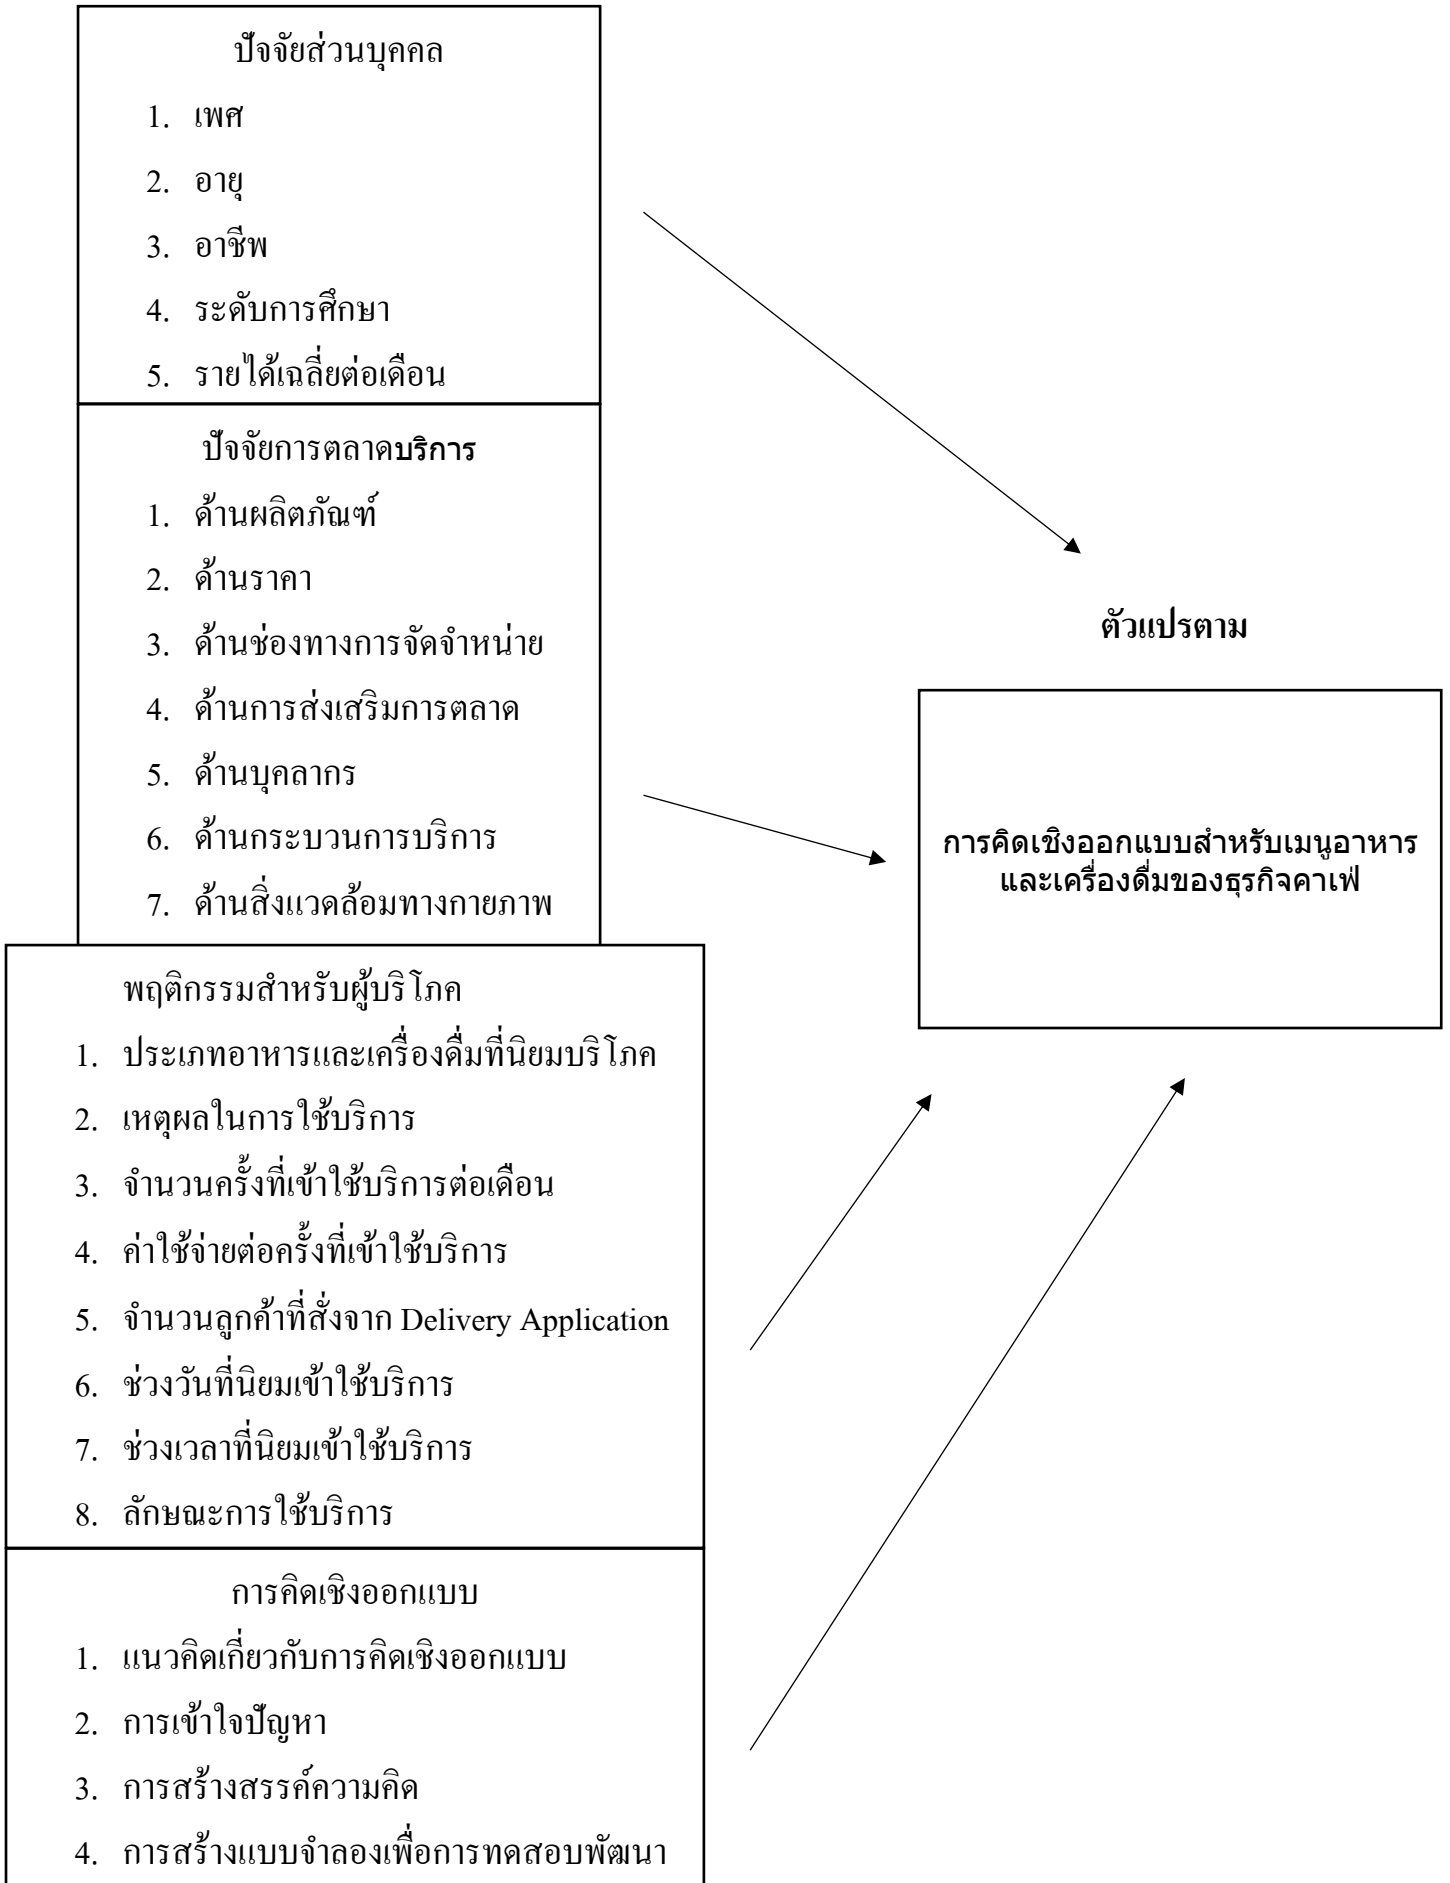 ปัจจัยส่วนบุคคล
1. เพศ
2. อายุ
3. อาชีพ
4. ระดับการศึกษา
5. รายได้เฉลี่ยต่อเดือน
ปัจจัยการตลาดบริการ
1. ด้านผลิตภัณฑ์
2. ด้านราคา
3. ด้านช่องทางการจัดจำหน่าย
4. ด้านการส่งเสริมการตลาด
5. ด้านบุคลากร
6. ด้านกระบวนการบริการ
7. ด้านสิ่งแวดล้อมทางกายภาพ
พฤติกรรมสำหรับผู้บริโภค
1. ประเภทอาหารและเครื่องดื่มที่นิยมบริโภค
2. เหตุผลในการใช้บริการ
3. จำนวนครั้งที่เข้าใช้บริการต่อเดือน
4. ค่าใช้จ่ายต่อครั้งที่เข้าใช้บริการ
5. จำนวนลูกค้าที่สั่งจาก Delivery Application
6. ช่วงวันที่นิยมเข้าใช้บริการ
7. ช่วงเวลาที่นิยมเข้าใช้บริการ
8. ลักษณะการใช้บริการ
การคิดเชิงออกแบบ
1. แนวคิดเกี่ยวกับการคิดเชิงออกแบบ
2. การเข้าใจปัญหา
3. การสร้างสรรค์ความคิด
4. การสร้างแบบจำลองเพื่อการทดสอบพัฒนา
ตัวแปรตาม
การคิดเชิงออกแบบสำหรับเมนูอาหาร
และเครื่องดื่มของธุรกิจคาเฟ่